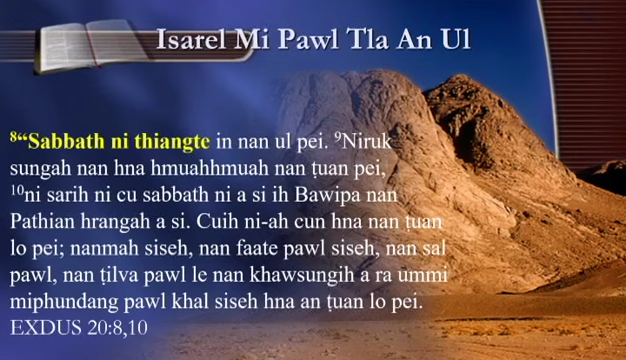 Isarel Mi Pawl Tla An Ul
⁸“Sabbath ni thiangte in nan ul pei. ⁹Niruk
sungah nan hna hmuahhmuah nan ṭuan pei,
¹⁰ni sarih ni cu sabbath ni a si ih Bawipa nan
Pathian hrangah a si. Cuih ni-ah cun hna nan ṭuan
lo pei; nanmah siseh, nan faate pawl siseh, nan sal
pawl, nan ṭilva pawl le nan khawsungih a ra ummi
miphundang pawl khal siseh hna an ṭuan lo pei.
EXDUS 20:8,10